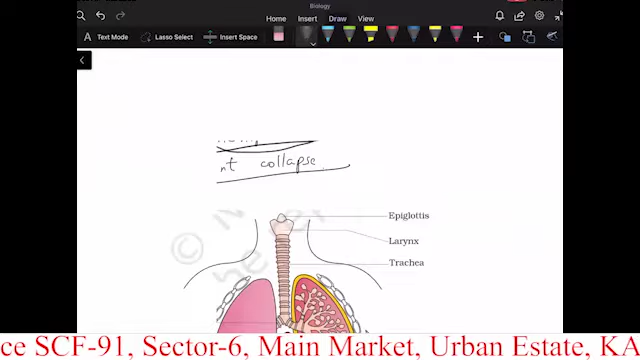 Biology
Home Insert Draw View
Text Mode Lasso Select Insert Space
nt collapse
Epiglottis
Larynx
Trachea
ce SCF-91, Sector-6, Main Market, Urban Estate, KA